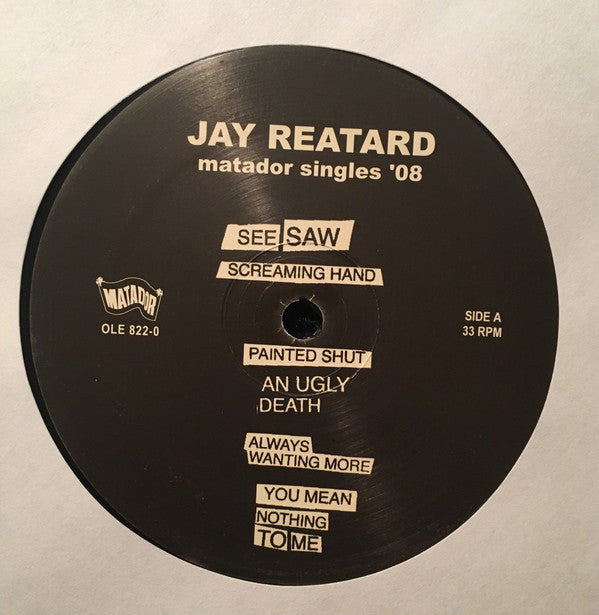 JAY REATARD
matador singles '08
SEE SAW
SCREAMING HAND
MATADOR
OLE 822-0
SIDE A
33 RPM
PAINTED SHUT
AN UGLY
DEATH
ALWAYS
WANTING MORE
YOU MEAN
NOTHING
TO ME